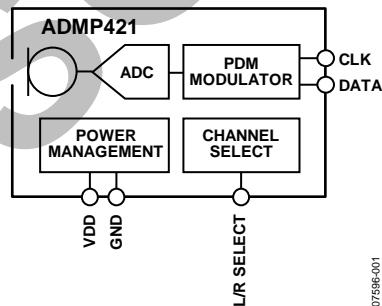 ADMP421
ADC
PDM
MODULATOR
CLK
DATA
POWER
MANAGEMENT
CHANNEL
SELECT
VDD
GND
L/R SELECT
07596-001